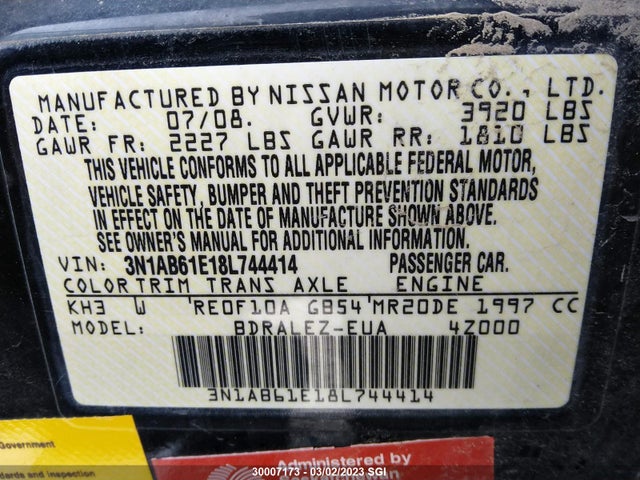 MANUFACTURED BY NISSAN MOTOR CO., LTD.
DATE: 07/08. GVWR: 3920 LBS
GAWR FR: 2227 LBS GAWR RR: 1810 LBS
THIS VEHICLE CONFORMS TO ALL APPLICABLE FEDERAL MOTOR,
VEHICLE SAFETY, BUMPER AND THEFT PREVENTION STANDARDS
IN EFFECT ON THE DATE OF MANUFACTURE SHOWN ABOVE.
SEE OWNER'S MANUAL FOR ADDITIONAL INFORMATION.
VIN: 3N1AB61E18L744414 PASSENGER CAR.
COLOR TRIM TRANS AXLE ENGINE
KH3 W RE0F10A GB54 MR20DE 1997 CC
MODEL: BDRALEZ-EUA 4Z000
3N1AB61E18L744414
Government
ndards and inspection
Administered by
30007173 - 03/02/2023 SGI